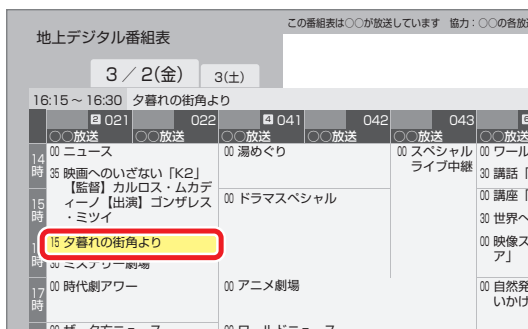 この番組表は○○が放送しています 協力：○○の各放
地上デジタル番組表
3／2(金) 3(土)
16:15～16:30 夕暮れの街角より
2 021 022 4 041 042 043
○○放送 ○○放送 ○○放送 ○○放送 ○○放送 ○○放送
14時
00 ニュース
35 映画へのいざない「K2」
【監督】カルロス・ムカデ
ィーノ【出演】ゴンザレス
・ミツイ
00 湯めぐり
00 スペシャル
ライブ中継
00 ワール
30 講話「
15時
00 ドラマスペシャル
00 講座「
30 世界へ
時
15 夕暮れの街角より
30 ミステリー劇場
00 映像ス
ア」
17時
00 時代劇アワー
00 アニメ劇場
00 自然発
いかけ